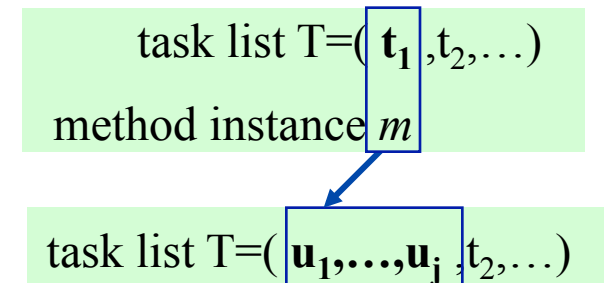 task list T=( t₁ ,t₂,…)
method instance m
task list T=( u₁,…,uⱼ ,t₂,…)